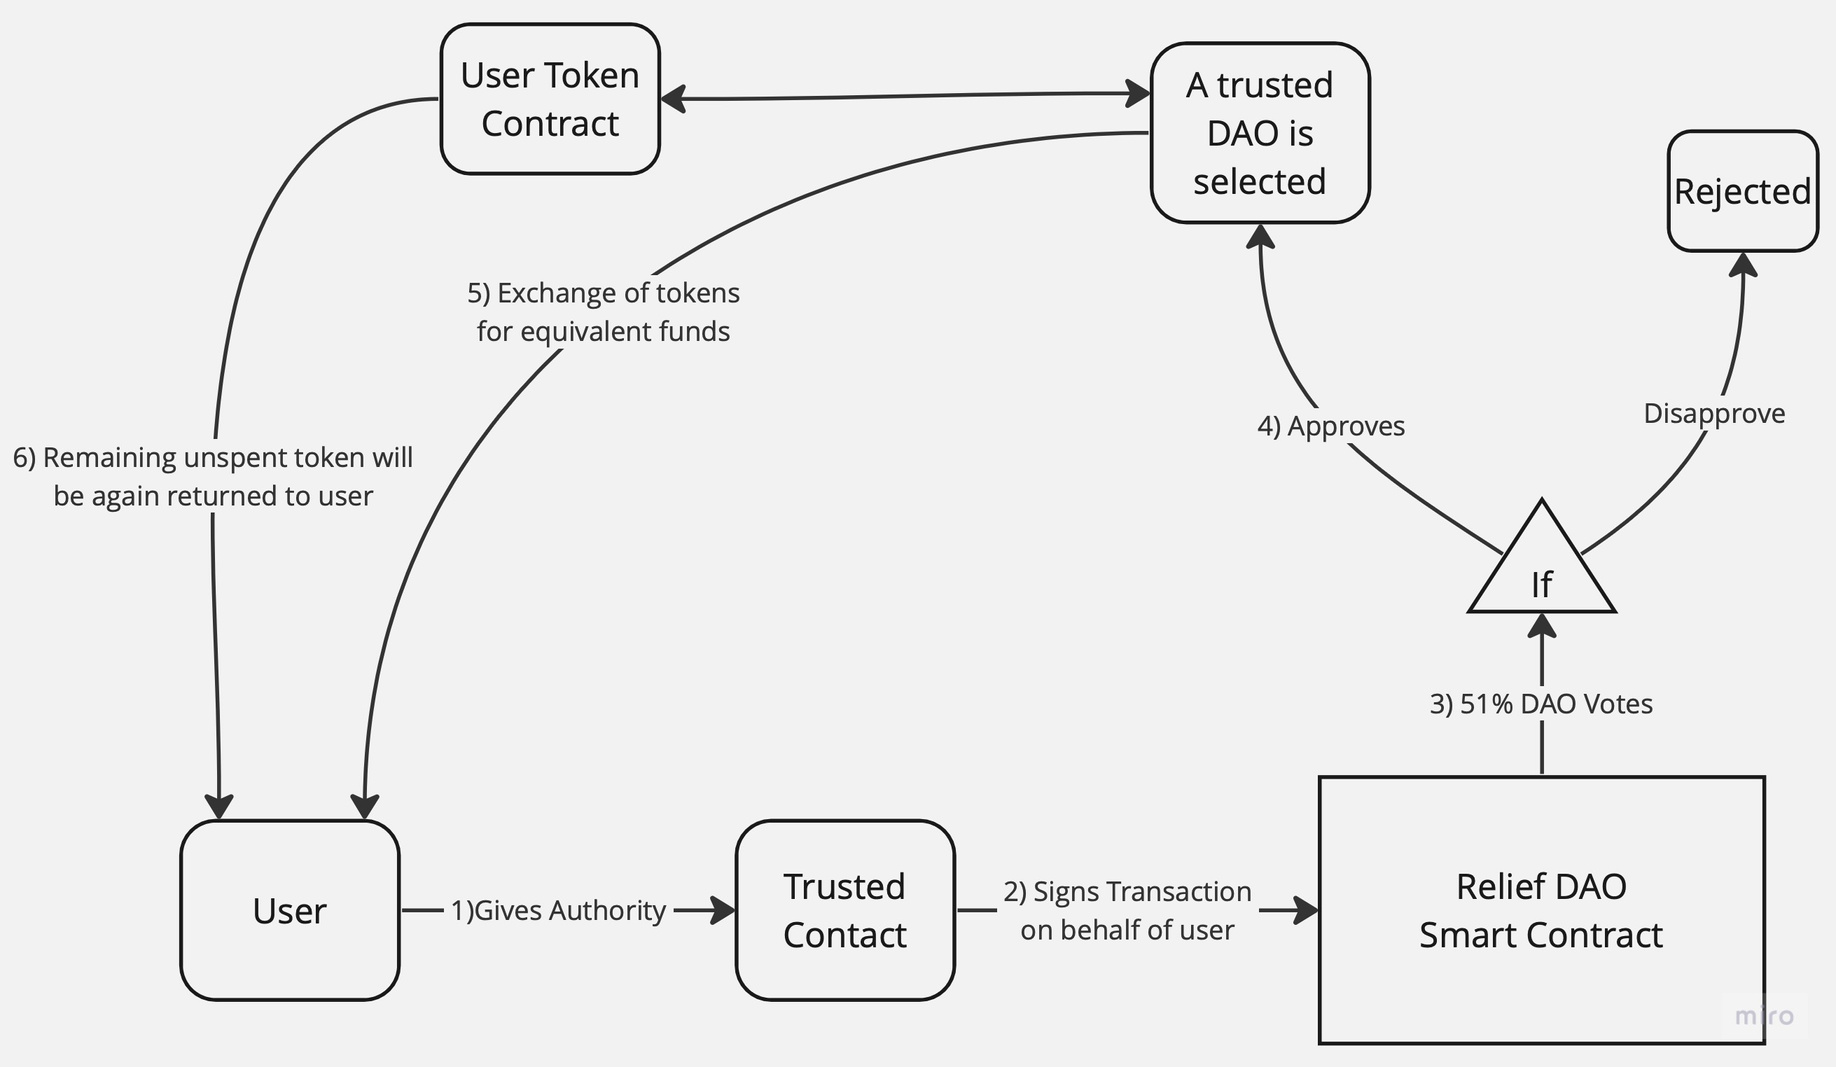 User Token
Contract
A trusted
DAO is
selected
Rejected
5) Exchange of tokens
for equivalent funds
4) Approves
Disapprove
6) Remaining unspent token will
be again returned to user
If
3) 51% DAO Votes
User
1)Gives Authority
Trusted
Contact
2) Signs Transaction
on behalf of user
Relief DAO
Smart Contract
miro